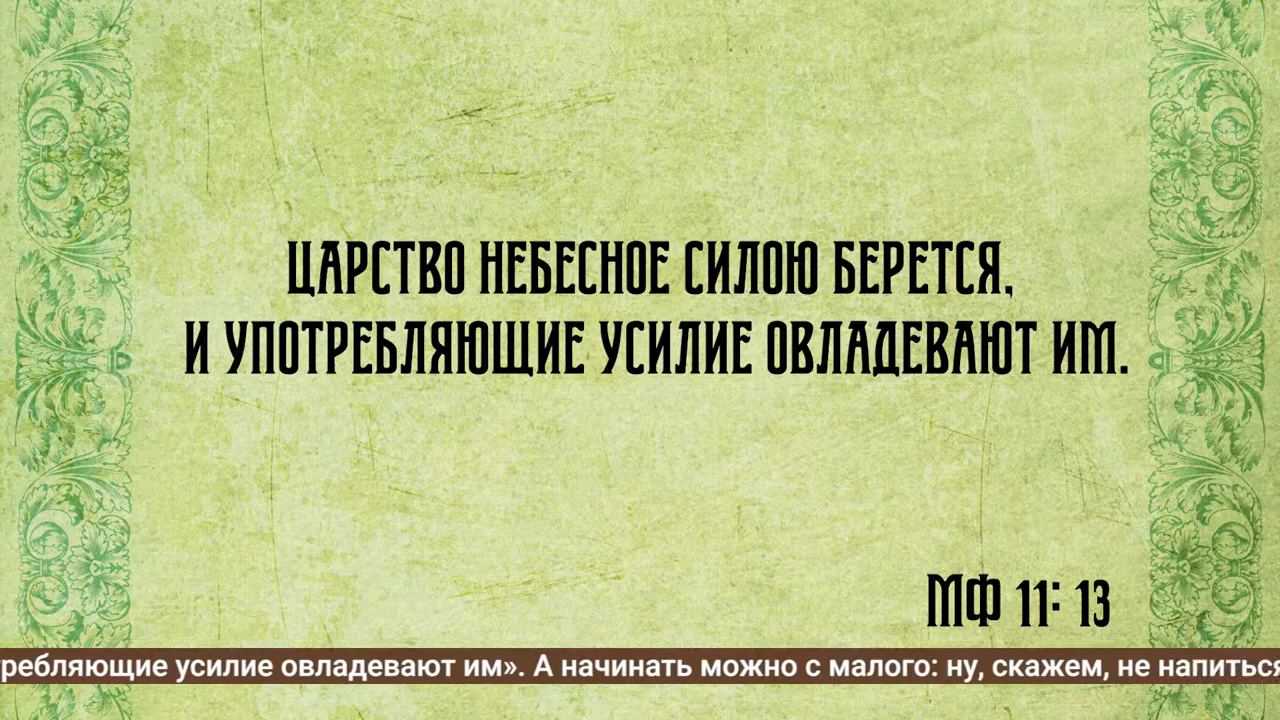 ЦАРСТВО НЕБЕСНОЕ СИЛОЮ БЕРЕТСЯ,
И УПОТРЕБЛЯЮЩИЕ УСИЛИЕ ОВЛАДЕВАЮТ ИМ.
МФ 11: 13
требляющие усилие овладевают им». А начинать можно с малого: ну, скажем, не напиться